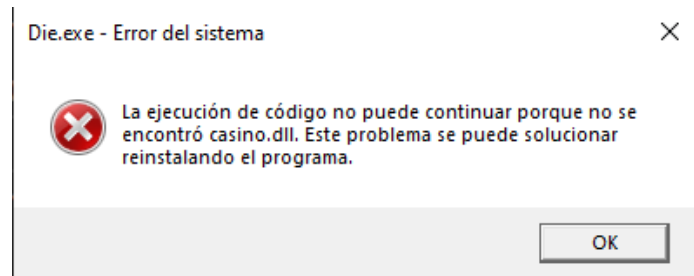 Die.exe - Error del sistema
La ejecución de código no puede continuar porque no se
encontró casino.dll. Este problema se puede solucionar
reinstalando el programa.
OK